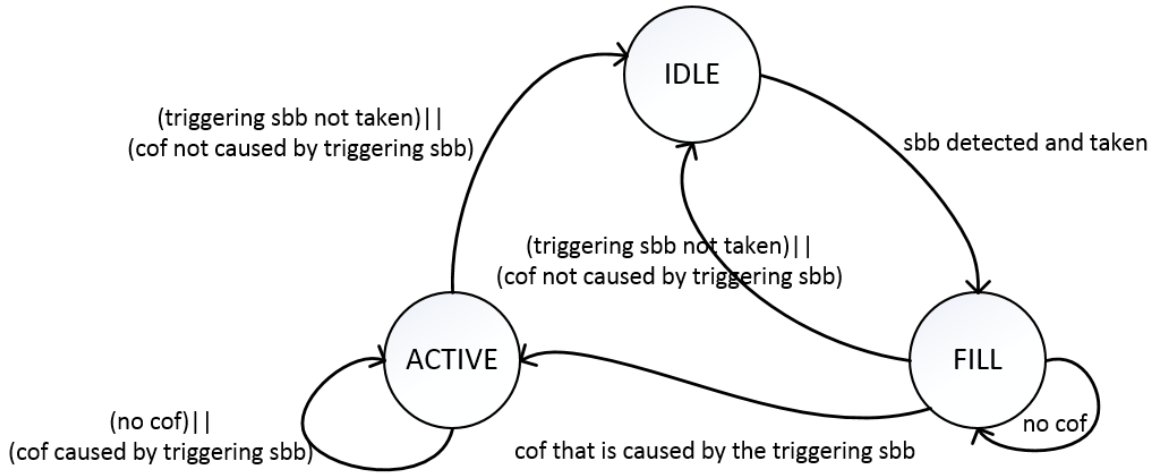 IDLE
(triggering sbb not taken)||
(cof not caused by triggering sbb)
sbb detected and taken
(triggering sbb not taken)||
(cof not caused by triggering sbb)
ACTIVE
FILL
(no cof)||
(cof caused by triggering sbb)
no cof
cof that is caused by the triggering sbb